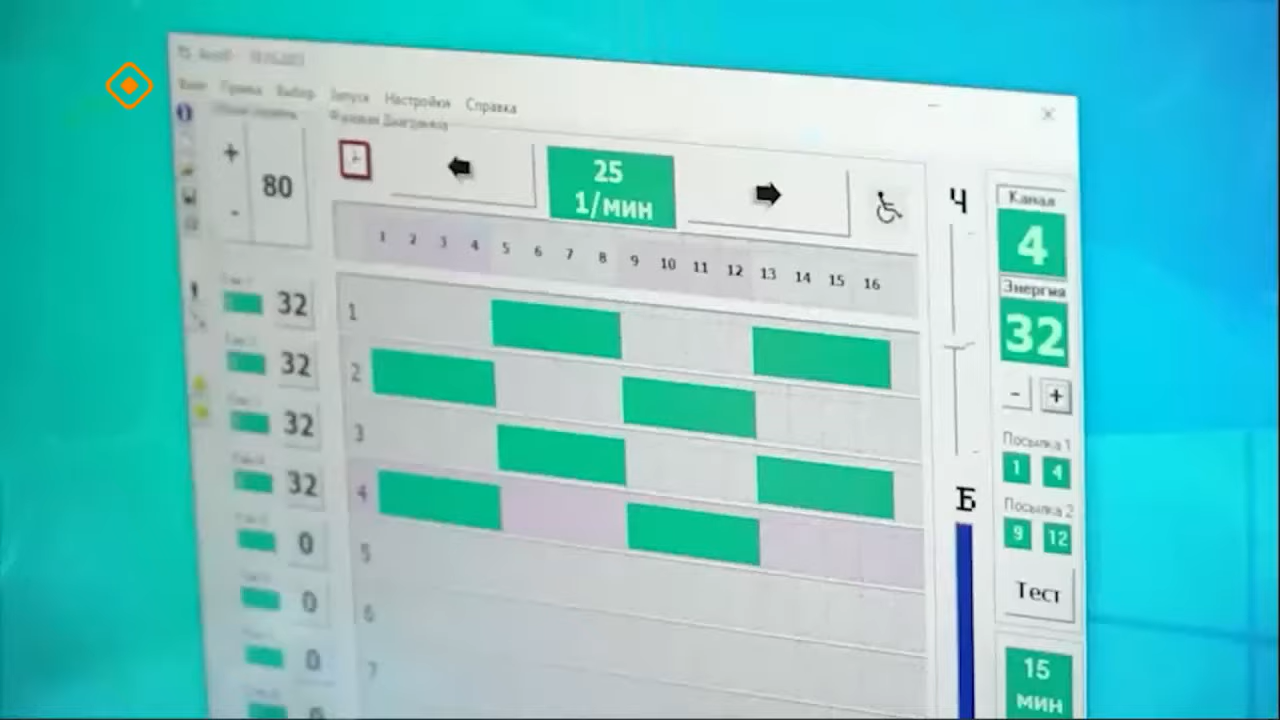 Выбор Запуск Настройки Справка
Фазовая Диаграмма
+
80
-
25
1/мин
Ч
Канал
4
1 2 3 4 5 6 7 8 9 10 11 12 13 14 15 16
Энергия
32
- +
32
32
32
32
0
0
0
1
2
3
4
5
6
7
Посылка 1
1 4
Б
Посылка 2
9 12
Тест
15
мин